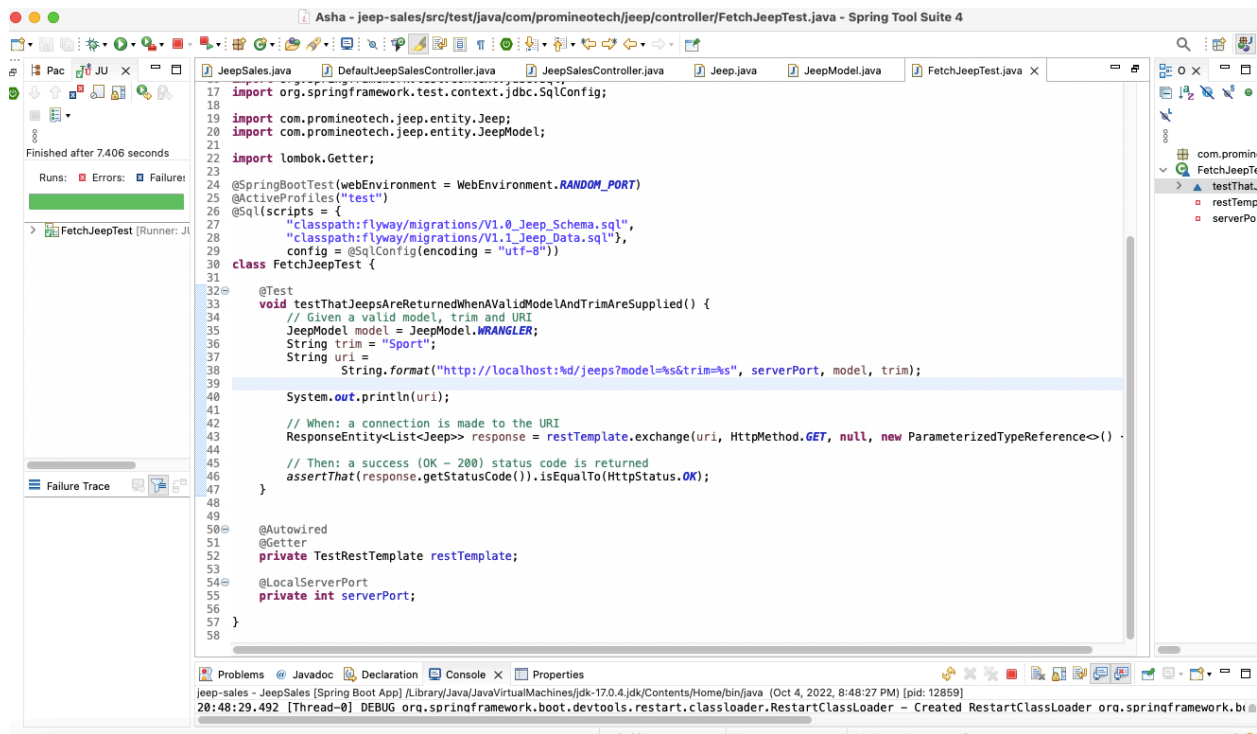 Asha - jeep-sales/src/test/java/com/promineotech/jeep/controller/FetchJeepTest.java - Spring Tool Suite 4
Pac JU
JeepSales.java DefaultJeepSalesController.java JeepSalesController.java Jeep.java JeepModel.java FetchJeepTest.java
17 import org.springframework.test.context.jdbc.SqlConfig;
18
19 import com.promineotech.jeep.entity.Jeep;
20 import com.promineotech.jeep.entity.JeepModel;
21
22 import lombok.Getter;
23
24 @SpringBootTest(webEnvironment = WebEnvironment.RANDOM_PORT)
25 @ActiveProfiles("test")
26 @Sql(scripts = {
27 "classpath:flyway/migrations/V1.0_Jeep_Schema.sql",
28 "classpath:flyway/migrations/V1.1_Jeep_Data.sql"},
29 config = @SqlConfig(encoding = "utf-8"))
30 class FetchJeepTest {
31
32 @Test
33 void testThatJeepsAreReturnedWhenAValidModelAndTrimAreSupplied() {
34 // Given a valid model, trim and URI
35 JeepModel model = JeepModel.WRANGLER;
36 String trim = "Sport";
37 String uri =
38 String.format("http://localhost:%d/jeeps?model=%s&trim=%s", serverPort, model, trim);
39
40 System.out.println(uri);
41
42 // When: a connection is made to the URI
43 ResponseEntity<List<Jeep>> response = restTemplate.exchange(uri, HttpMethod.GET, null, new ParameterizedTypeReference<>()
44
45 // Then: a success (OK – 200) status code is returned
46 assertThat(response.getStatusCode()).isEqualTo(HttpStatus.OK);
47 }
48
49
50 @Autowired
51 @Getter
52 private TestRestTemplate restTemplate;
53
54 @LocalServerPort
55 private int serverPort;
56
57 }
58
Finished after 7.406 seconds
Runs: Errors: Failures
FetchJeepTest [Runner: JU
Failure Trace
com.promin
FetchJeepTe
testThat
restTemp
serverPo
Problems Javadoc Declaration Console Properties
jeep-sales - JeepSales [Spring Boot App] /Library/Java/JavaVirtualMachines/jdk-17.0.4.jdk/Contents/Home/bin/java (Oct 4, 2022, 8:48:27 PM) [pid: 12859]
20:48:29.492 [Thread-0] DEBUG org.springframework.boot.devtools.restart.classloader.RestartClassLoader – Created RestartClassLoader org.springframework.bo